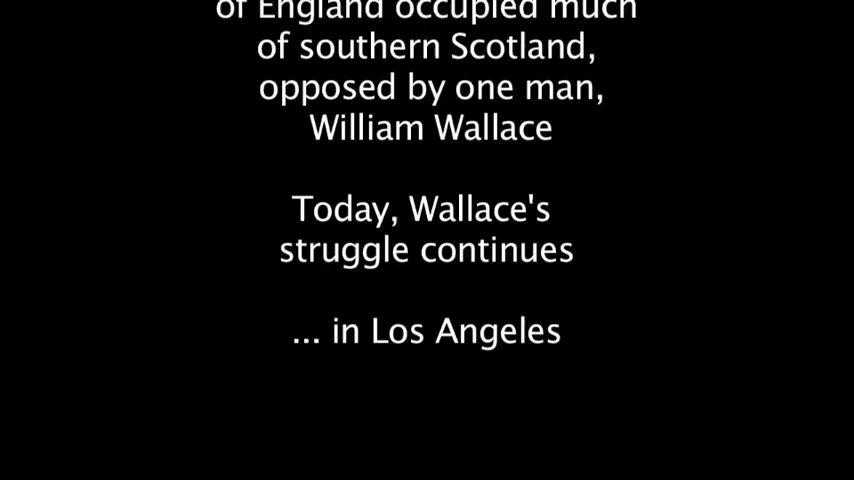 of England occupied much
of southern Scotland,
opposed by one man,
William Wallace
Today, Wallace's
struggle continues
... in Los Angeles